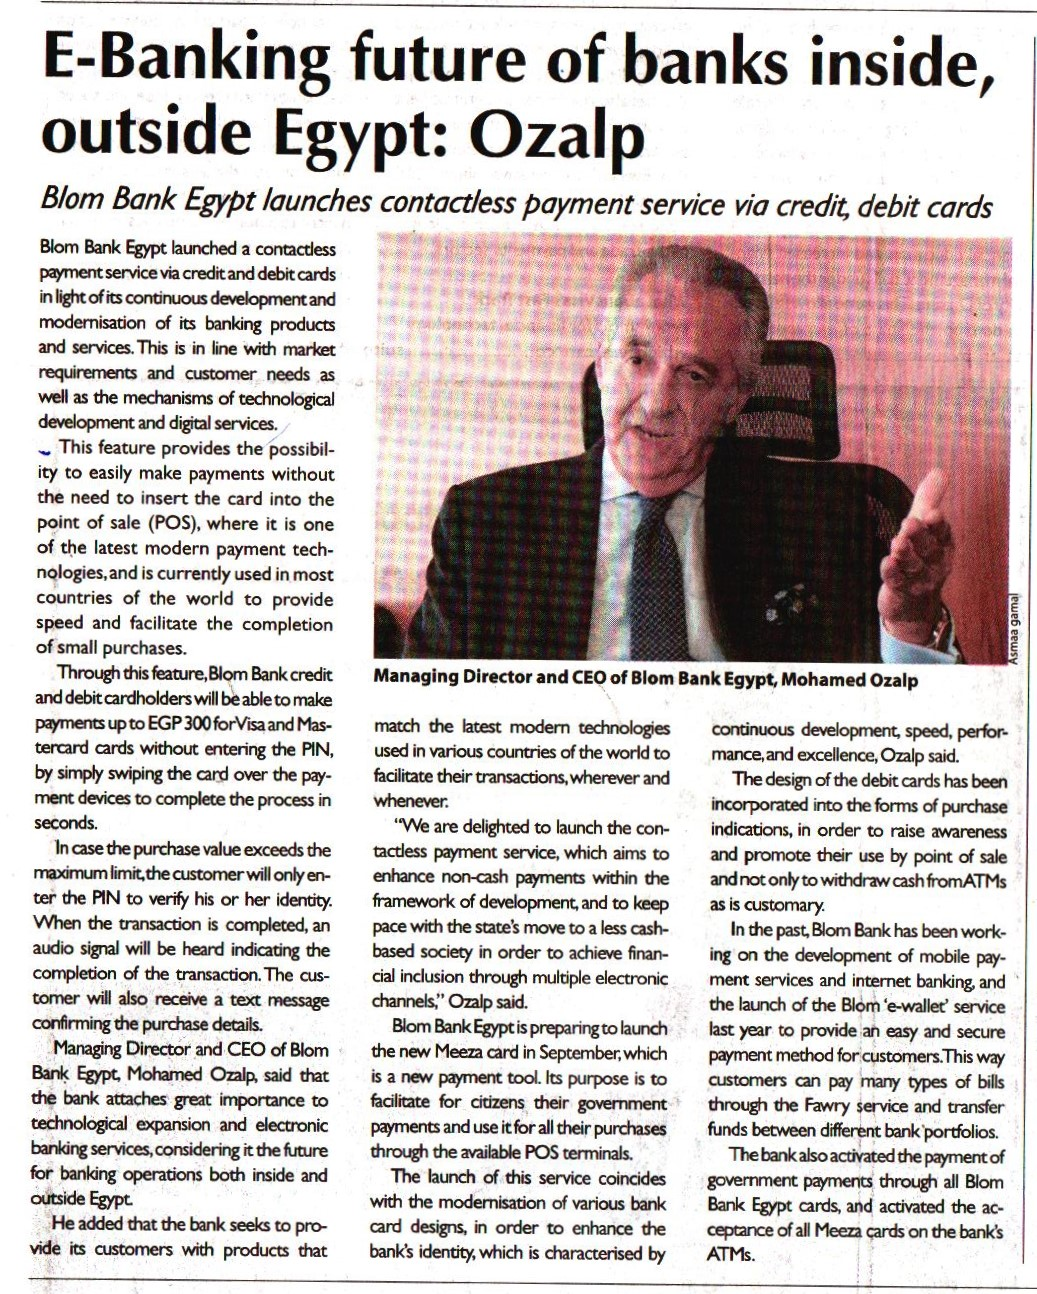 E-Banking future of banks inside,
outside Egypt: Ozalp
Blom Bank Egypt launches contactless payment service via credit, debit cards
Blom Bank Egypt launched a contactless
payment service via credit and debit cards
in light of its continuous development and
modernisation of its banking products
and services. This is in line with market
requirements and customer needs as
well as the mechanisms of technological
development and digital services.
This feature provides the possibil-
ity to easily make payments without
the need to insert the card into the
point of sale (POS), where it is one
of the latest modern payment tech-
nologies, and is currently used in most
countries of the world to provide
speed and facilitate the completion
of small purchases.
Through this feature, Blom Bank credit
and debit cardholders will be able to make
payments up to EGP 300 for Visa and Mas-
tercard cards without entering the PIN,
by simply swiping the card over the pay-
ment devices to complete the process in
seconds.
In case the purchase value exceeds the
maximum limit, the customer will only en-
ter the PIN to verify his or her identity.
When the transaction is completed, an
audio signal will be heard indicating the
completion of the transaction. The cus-
tomer will also receive a text message
confirming the purchase details.
Managing Director and CEO of Blom
Bank Egypt, Mohamed Ozalp, said that
the bank attaches great importance to
technological expansion and electronic
banking services, considering it the future
for banking operations both inside and
outside Egypt.
He added that the bank seeks to pro-
vide its customers with products that
Asmaa gamal
Managing Director and CEO of Blom Bank Egypt, Mohamed Ozalp
match the latest modern technologies
used in various countries of the world to
facilitate their transactions, wherever and
whenever.
"We are delighted to launch the con-
tactless payment service, which aims to
enhance non-cash payments within the
framework of development, and to keep
pace with the state's move to a less cash-
based society in order to achieve finan-
cial inclusion through multiple electronic
channels," Ozalp said.
Blom Bank Egypt is preparing to launch
the new Meeza card in September, which
is a new payment tool. Its purpose is to
facilitate for citizens their government
payments and use it for all their purchases
through the available POS terminals.
The launch of this service coincides
with the modernisation of various bank
card designs, in order to enhance the
bank's identity, which is characterised by
continuous development, speed, perfor-
mance, and excellence, Ozalp said.
The design of the debit cards has been
incorporated into the forms of purchase
indications, in order to raise awareness
and promote their use by point of sale
and not only to withdraw cash from ATMs
as is customary.
In the past, Blom Bank has been work-
ing on the development of mobile pay-
ment services and internet banking, and
the launch of the Blom 'e-wallet' service
last year to provide an easy and secure
payment method for customers. This way
customers can pay many types of bills
through the Fawry service and transfer
funds between different bank portfolios.
The bank also activated the payment of
government payments through all Blom
Bank Egypt cards, and activated the ac-
ceptance of all Meeza cards on the bank's
ATMs.